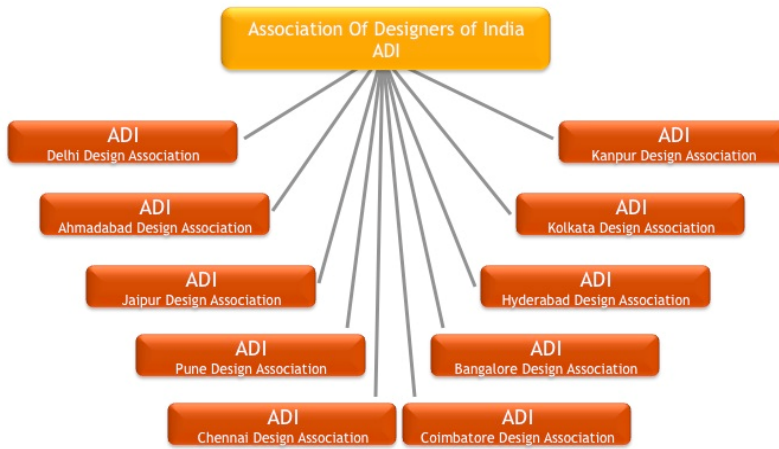 Association Of Designers of India
ADI
ADI
Delhi Design Association
ADI
Kanpur Design Association
ADI
Ahmadabad Design Association
ADI
Kolkata Design Association
ADI
Jaipur Design Association
ADI
Hyderabad Design Association
ADI
Pune Design Association
ADI
Bangalore Design Association
ADI
Chennai Design Association
ADI
Coimbatore Design Association